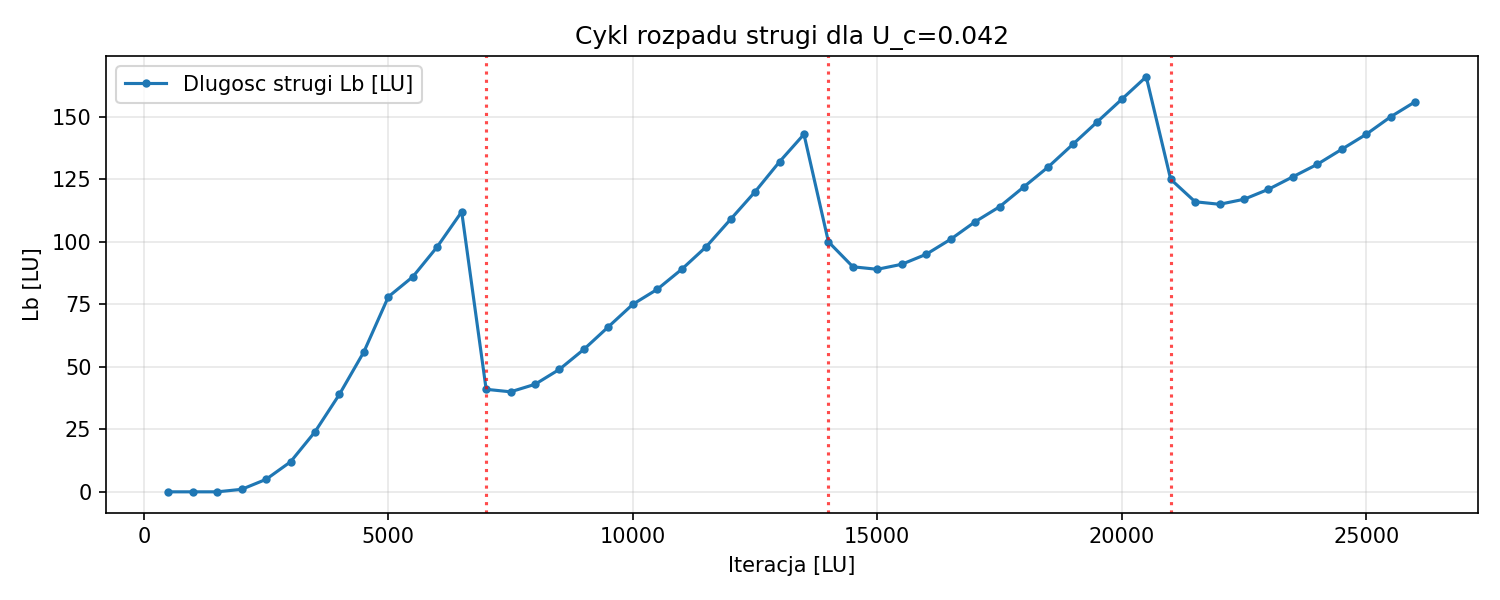 Cykl rozpadu strugi dla U_c=0.042
Dlugosc strugi Lb [LU]
150
125
100
75
50
25
0
Lb [LU]
0 5000 10000 15000 20000 25000
Iteracja [LU]